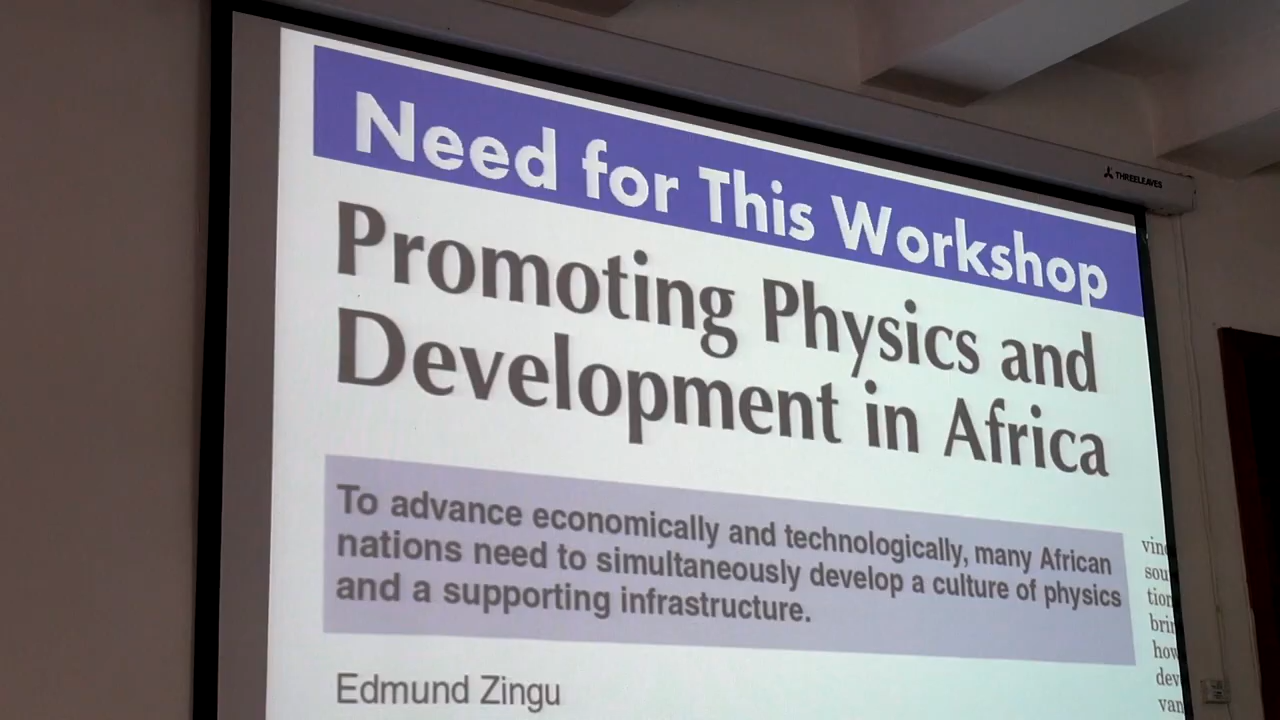 Need for This Workshop
THREELEAVES
Promoting Physics and
Development in Africa
To advance economically and technologically, many African
nations need to simultaneously develop a culture of physics
and a supporting infrastructure.
Edmund Zingu